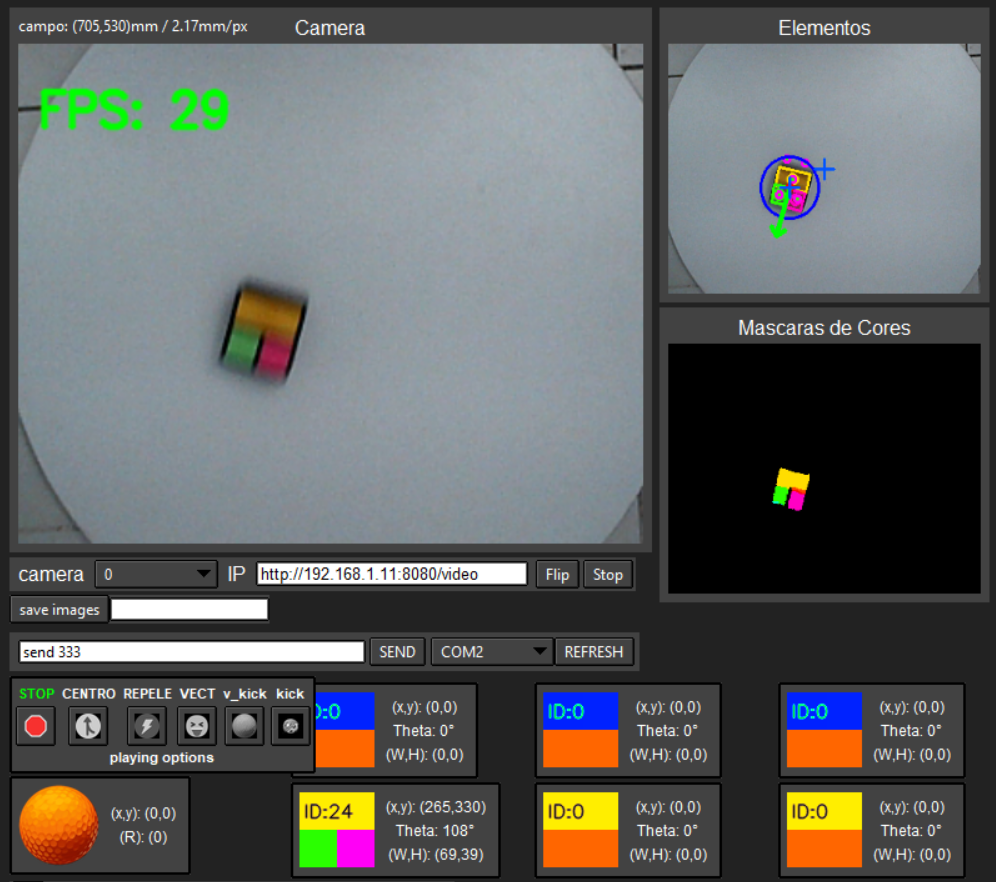 campo: (705,530)mm / 2.17mm/px
Camera
FPS: 29
Elementos
Mascaras de Cores
camera 0 IP http://192.168.1.11:8080/video Flip Stop
save images
send 333 SEND COM2 REFRESH
STOP CENTRO REPELE VECT v_kick kick
playing options
D:0
(x,y): (0,0)
Theta: 0°
(W,H): (0,0)
ID:0
(x,y): (0,0)
Theta: 0°
(W,H): (0,0)
ID:0
(x,y): (0,0)
Theta: 0°
(W,H): (0,0)
(x,y): (0,0)
(R): (0)
ID:24
(x,y): (265,330)
Theta: 108°
(W,H): (69,39)
ID:0
(x,y): (0,0)
Theta: 0°
(W,H): (0,0)
ID:0
(x,y): (0,0)
Theta: 0°
(W,H): (0,0)